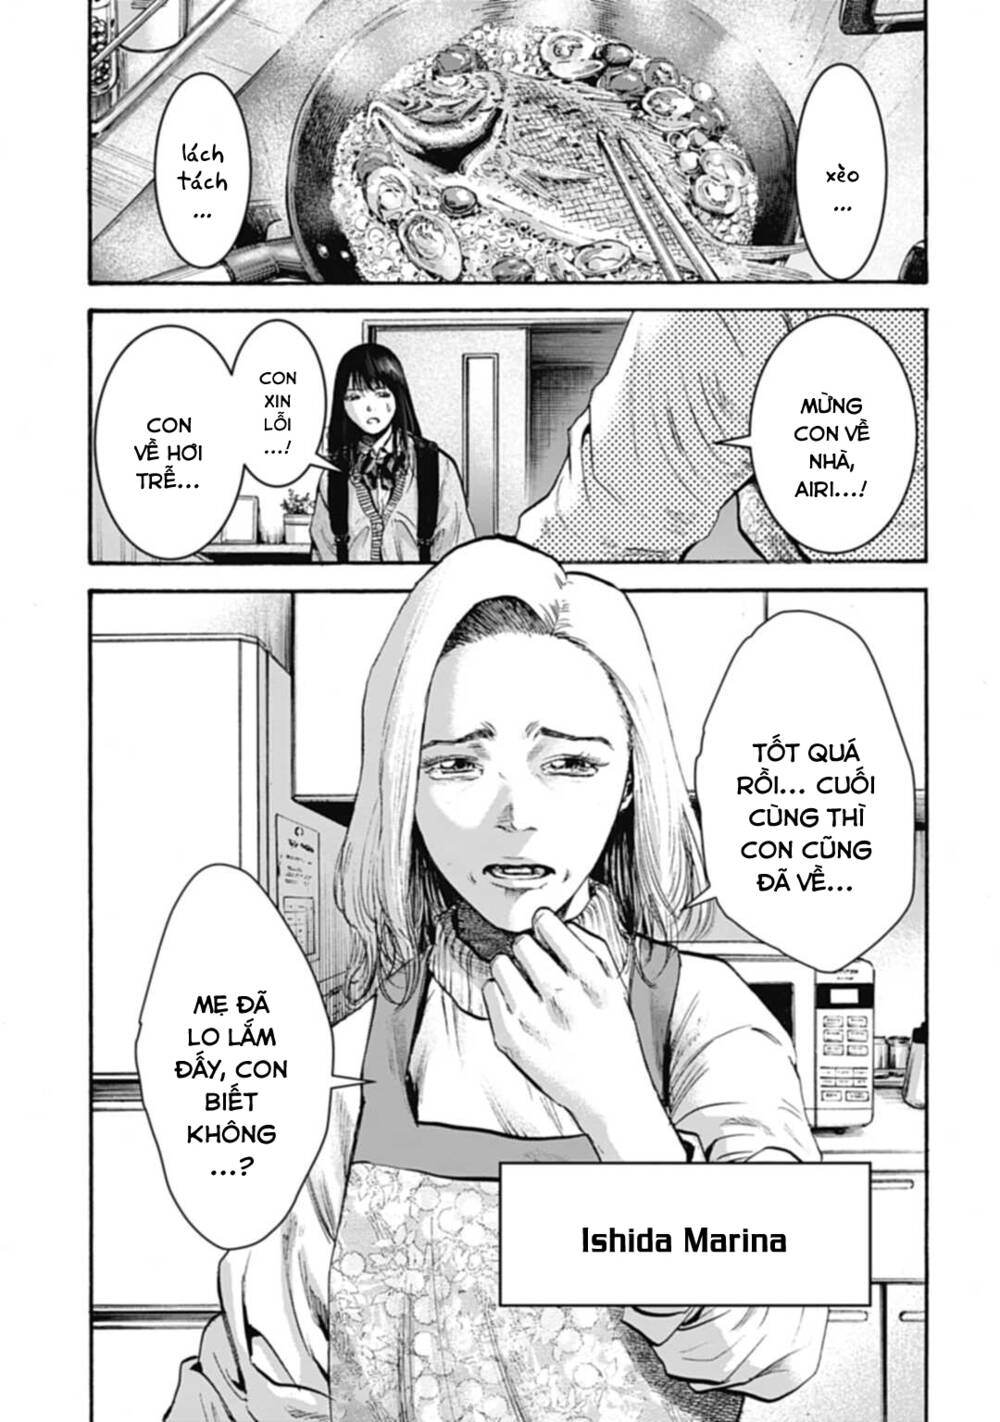 xèo
...
lách
tách
...
MỪNG
CON VỀ
NHÀ,
AIRI...!
CON
XIN
LỖI
...!
CON
VỀ HƠI
TRỄ...
TỐT QUÁ
RỒI... CUỐI
CÙNG THÌ
CON CŨNG
ĐÃ VỀ...
MẸ ĐÃ
LO LẮM
ĐẤY, CON
BIẾT
KHÔNG
...?
Ishida Marina